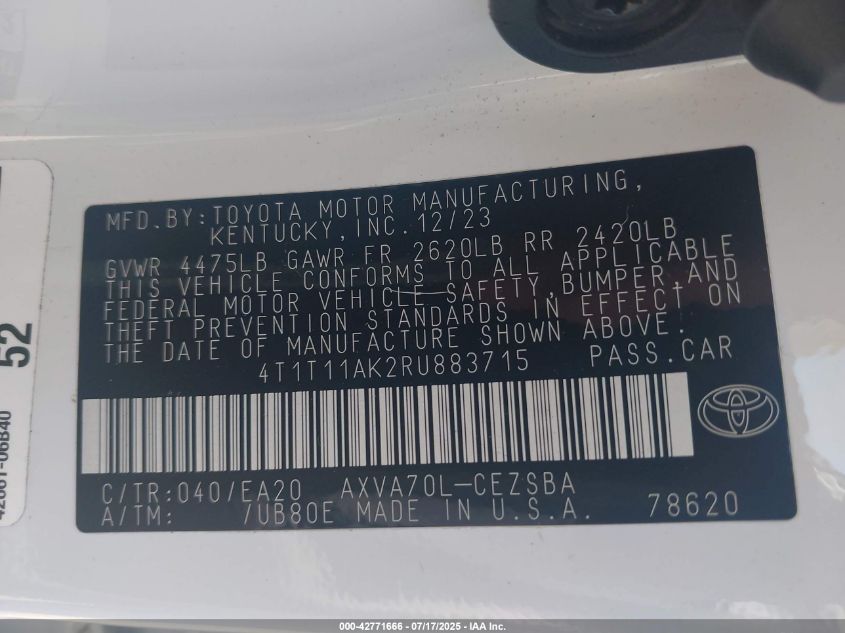 MFD.BY:TOYOTA MOTOR MANUFACTURING,
KENTUCKY,INC.12/23
GVWR 4475LB GAWR FR 2620LB RR 2420LB
THIS VEHICLE CONFORMS TO ALL APPLICABLE
FEDERAL MOTOR VEHICLE SAFETY,BUMPER,AND
THEFT PREVENTION STANDARDS IN EFFECT ON
THE DATE OF MANUFACTURE SHOWN ABOVE.
4T1T11AK2RU883715 PASS.CAR
C/TR:040/EA20 AXVA70L-CEZSBA
A/TM: /UB80E MADE IN U.S.A. 78620
52
000-42771666 - 07/17/2025 - IAA Inc.